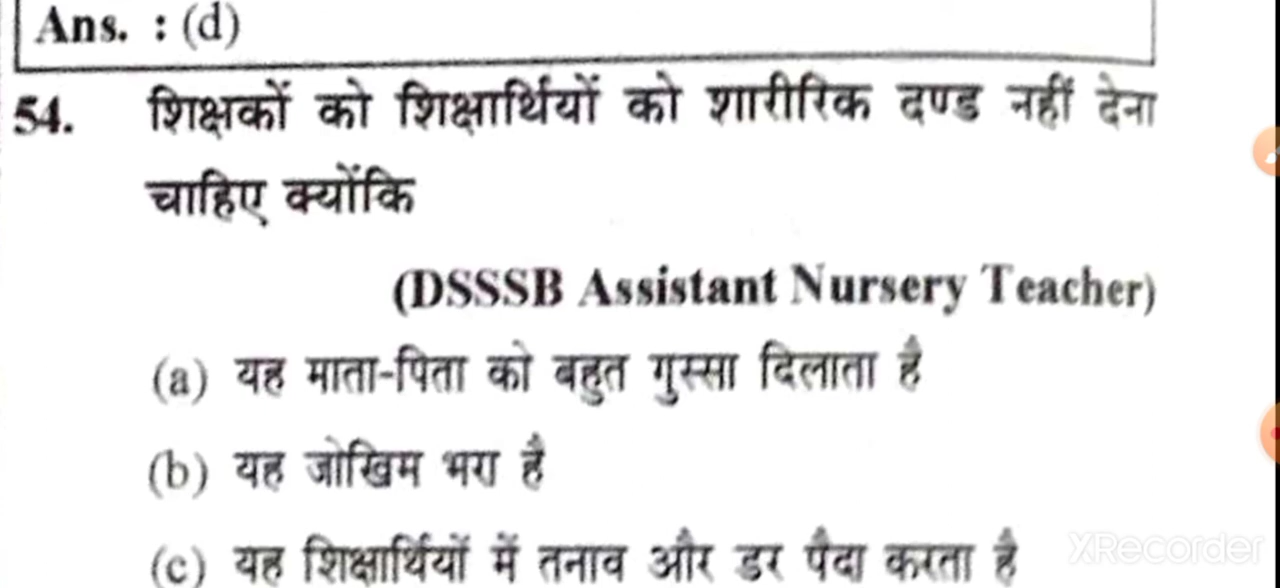 Ans. : (d)
54. शिक्षकों को शिक्षार्थियों को शारीरिक दण्ड नहीं देना
चाहिए क्योंकि
(DSSSB Assistant Nursery Teacher)
(a) यह माता-पिता को बहुत गुस्सा दिलाता है
(b) यह जोखिम भरा है
(c) यह शिक्षार्थियों में तनाव और डर पैदा करता है
XRecorder